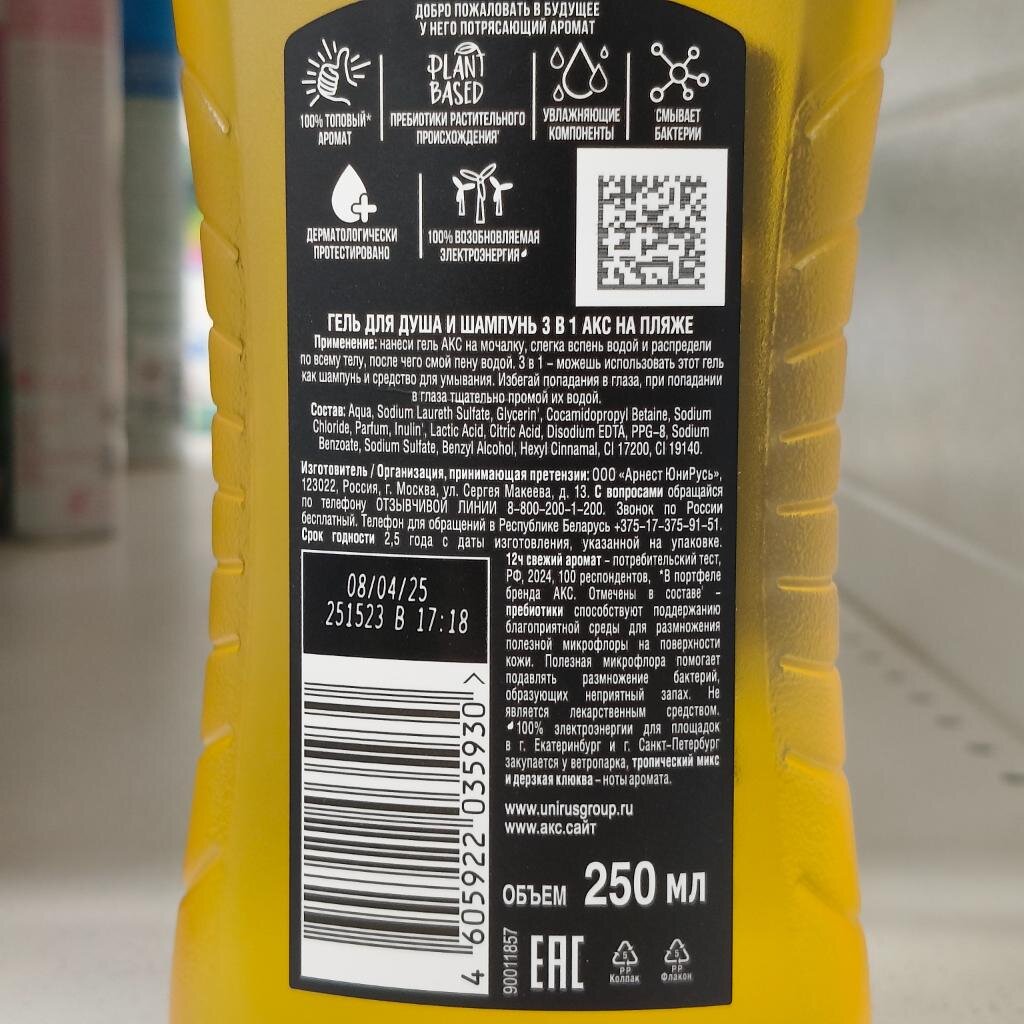 ДОБРО ПОЖАЛОВАТЬ В БУДУЩЕЕ
У НЕГО ПОТРЯСАЮЩИЙ АРОМАТ
100% ТОПОВЫЙ*
АРОМАТ
PLANT
BASED
ПРЕБИОТИКИ РАСТИТЕЛЬНОГО
ПРОИСХОЖДЕНИЯ'
УВЛАЖНЯЮЩИЕ
КОМПОНЕНТЫ
СМЫВАЕТ
БАКТЕРИИ
ДЕРМАТОЛОГИЧЕСКИ
ПРОТЕСТИРОВАНО
100% ВОЗОБНОВЛЯЕМАЯ
ЭЛЕКТРОЭНЕРГИЯ
ГЕЛЬ ДЛЯ ДУША И ШАМПУНЬ 3 В 1 АКС НА ПЛЯЖЕ
Применение: нанеси гель АКС на мочалку, слегка вспень водой и распредели
по всему телу, после чего смой пену водой. 3 в 1 – можешь использовать этот гель
как шампунь и средство для умывания. Избегай попадания в глаза, при попадании
в глаза тщательно промой их водой.
Состав: Aqua, Sodium Laureth Sulfate, Glycerin', Cocamidopropyl Betaine, Sodium
Chloride, Parfum, Inulin', Lactic Acid, Citric Acid, Disodium EDTA, PPG-8, Sodium
Benzoate, Sodium Sulfate, Benzyl Alcohol, Hexyl Cinnamal, CI 17200, CI 19140.
Изготовитель / Организация, принимающая претензии: ООО «Арнест ЮниРусь»,
123022, Россия, г. Москва, ул. Сергея Макеева, д. 13. С вопросами обращайся
по телефону ОТЗЫВЧИВОЙ ЛИНИИ 8-800-200-1-200. Звонок по России
бесплатный. Телефон для обращений в Республике Беларусь +375-17-375-91-51.
Срок годности 2,5 года с даты изготовления, указанной на упаковке.
08/04/25
251523 В 17:18
12ч свежий аромат – потребительский тест,
РФ, 2024, 100 респондентов, *В портфеле
бренда АКС. Отмечены в составе' –
пребиотики способствуют поддержанию
благоприятной среды для размножения
полезной микрофлоры на поверхности
кожи. Полезная микрофлора помогает
подавлять размножение бактерий,
образующих неприятный запах. Не
является лекарственным средством.
100% электроэнергии для площадок
в г. Екатеринбург и г. Санкт-Петербург
закупается у ветропарка, тропический микс
и дерзкая клюква – ноты аромата.
www.unirusgroup.ru
www.акс.сайт
ОБЪЕМ 250 МЛ
4 605922 035930 >
90011857
EAC
5
PP
Колпак
5
PP
Флакон